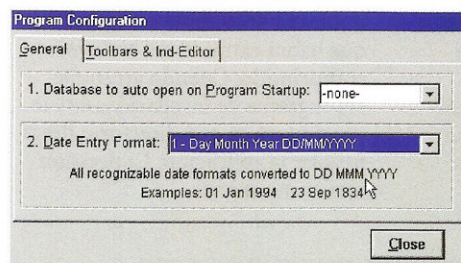 Program Configuration
General Toolbars & Ind-Editor
1. Database to auto open on Program Startup: -none-
2. Date Entry Format: 1 - Day Month Year DD/MM/YYYY
All recognizable date formats converted to DD MMM YYYY
Examples: 01 Jan 1994 23 Sep 1834
Close